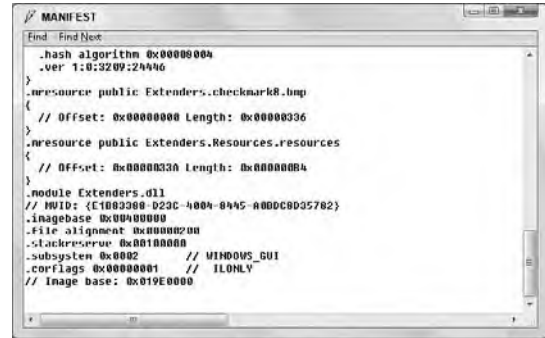 MANIFEST
Find Find Next
.hash algorithm 0x00008004
.ver 1:0:3209:24446
}
.mresource public Extenders.checkmark8.bmp
{
// Offset: 0x00000000 Length: 0x00000336
}
.mresource public Extenders.Resources.resources
{
// Offset: 0x0000033A Length: 0x000000B4
}
.module Extenders.dll
// MVID: {E1D83388-D23C-4004-8445-A0BDC8D35782}
.imagebase 0x00400000
.file alignment 0x00000200
.stackreserve 0x00100000
.subsystem 0x0002 // WINDOWS_GUI
.corflags 0x00000001 // ILONLY
// Image base: 0x019E0000